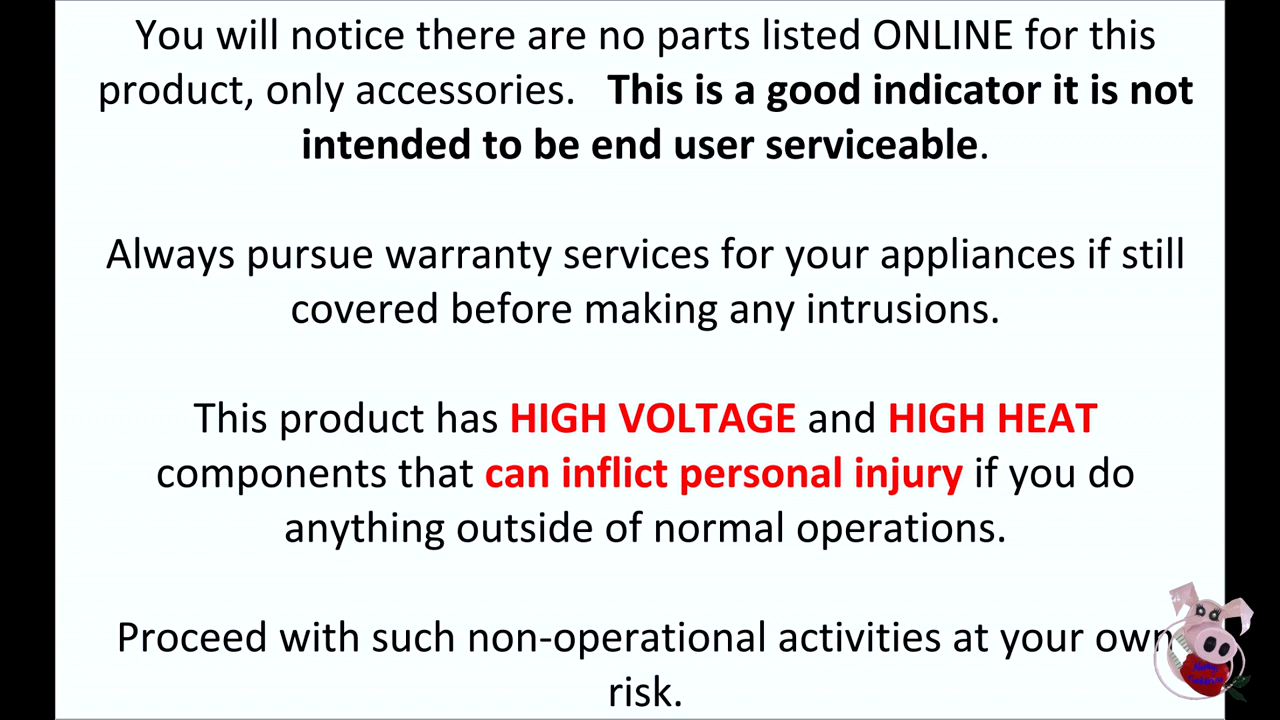 You will notice there are no parts listed ONLINE for this
product, only accessories. This is a good indicator it is not
intended to be end user serviceable.
Always pursue warranty services for your appliances if still
covered before making any intrusions.
This product has HIGH VOLTAGE and HIGH HEAT
components that can inflict personal injury if you do
anything outside of normal operations.
Proceed with such non-operational activities at your own
risk.